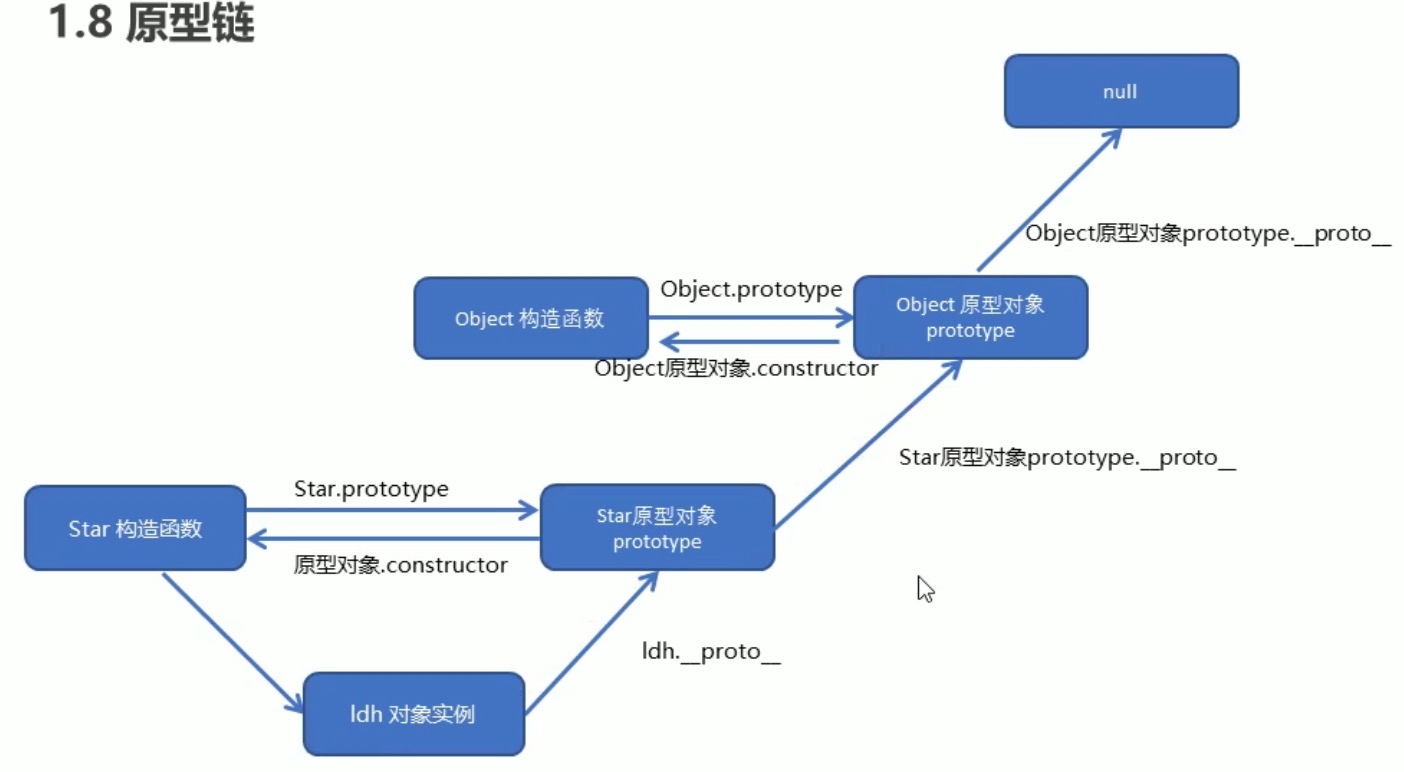 1.8 原型链
null
Object原型对象prototype.__proto__
Object.prototype
Object 构造函数
Object 原型对象
prototype
Object原型对象.constructor
Star原型对象prototype.__proto__
Star.prototype
Star 构造函数
Star原型对象
prototype
原型对象.constructor
ldh.__proto__
ldh 对象实例